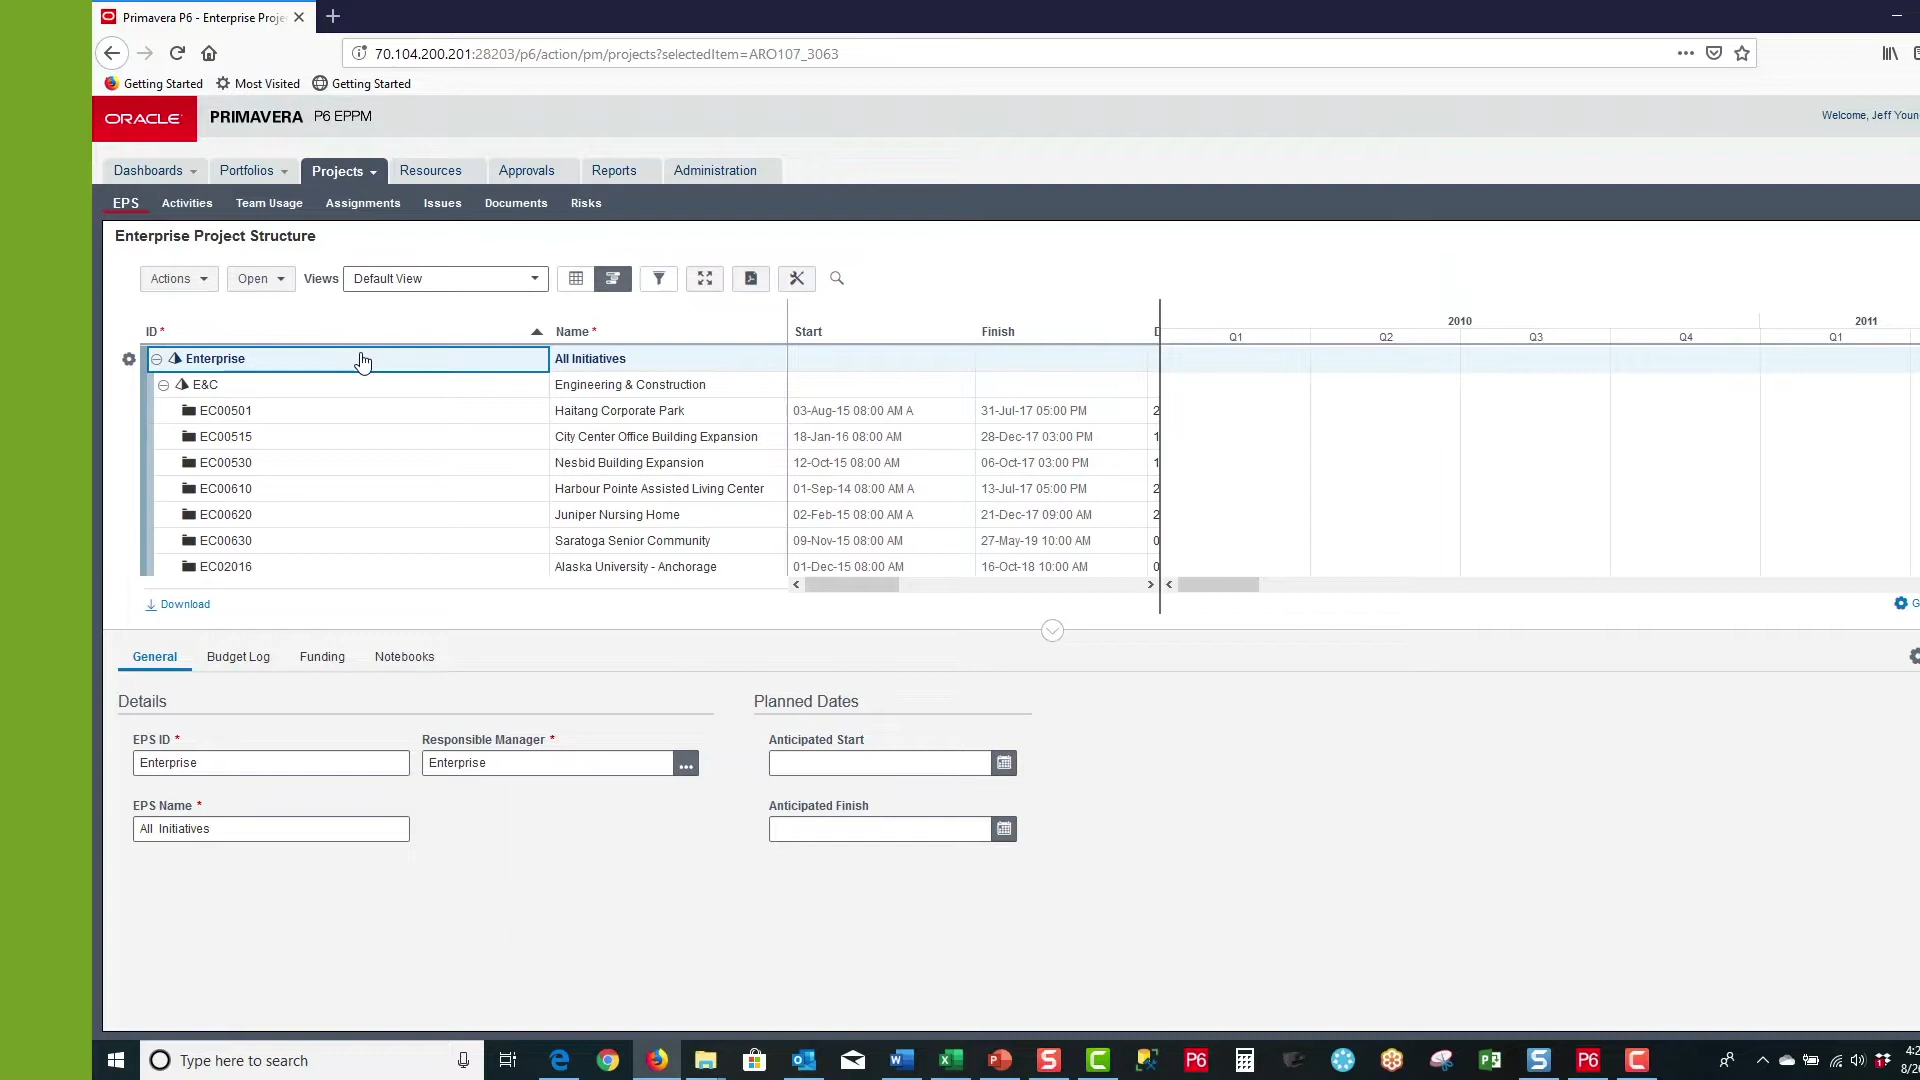 Primavera P6 - Enterprise Proje
70.104.200.201:28203/p6/action/pm/projects?selectedItem=ARO107_3063
Getting Started Most Visited Getting Started
ORACLE PRIMAVERA P6 EPPM Welcome, Jeff Youn
Dashboards Portfolios Projects Resources Approvals Reports Administration
EPS Activities Team Usage Assignments Issues Documents Risks
Enterprise Project Structure
Actions Open Views Default View
ID * Name * Start Finish
2010 2011
Q1 Q2 Q3 Q4 Q1
Enterprise All Initiatives
E&C Engineering & Construction
EC00501 Haitang Corporate Park 03-Aug-15 08:00 AM A 31-Jul-17 05:00 PM 2
EC00515 City Center Office Building Expansion 18-Jan-16 08:00 AM 28-Dec-17 03:00 PM 1
EC00530 Nesbid Building Expansion 12-Oct-15 08:00 AM 06-Oct-17 03:00 PM 1
EC00610 Harbour Pointe Assisted Living Center 01-Sep-14 08:00 AM A 13-Jul-17 05:00 PM 2
EC00620 Juniper Nursing Home 02-Feb-15 08:00 AM A 21-Dec-17 09:00 AM 2
EC00630 Saratoga Senior Community 09-Nov-15 08:00 AM 27-May-19 10:00 AM 0
EC02016 Alaska University - Anchorage 01-Dec-15 08:00 AM 16-Oct-18 10:00 AM 0
Download G
General Budget Log Funding Notebooks
Details Planned Dates
EPS ID * Responsible Manager * Anticipated Start
Enterprise Enterprise ...
EPS Name * Anticipated Finish
All Initiatives
Type here to search
P6 P6
4:2
8/2